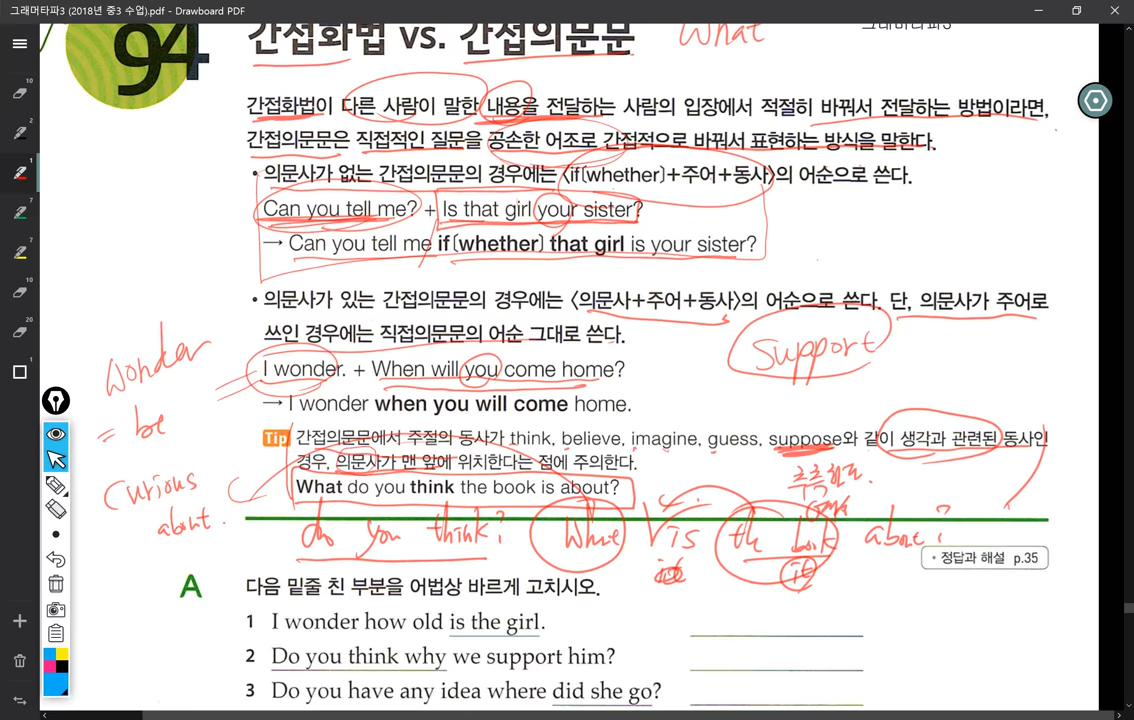 그래머타파3 (2018년 중3 수업).pdf - Drawboard PDF
94
간접화법 vs. 간접의문문
What
그래머타파3
간접화법이 다른 사람이 말한 내용을 전달하는 사람의 입장에서 적절히 바꿔서 전달하는 방법이라면,
간접의문문은 직접적인 질문을 공손한 어조로 간접적으로 바꿔서 표현하는 방식을 말한다.
• 의문사가 없는 간접의문문의 경우에는 〈if(whether)+주어+동사〉의 어순으로 쓴다.
Can you tell me? + Is that girl your sister?
→ Can you tell me if(whether) that girl is your sister?
• 의문사가 있는 간접의문문의 경우에는 〈의문사+주어+동사〉의 어순으로 쓴다. 단, 의문사가 주어로
쓰인 경우에는 직접의문문의 어순 그대로 쓴다.
support
wonder
I wonder. + When will you come home?
→ I wonder when you will come home.
= be
Tip 간접의문문에서 주절의 동사가 think, believe, imagine, guess, suppose와 같이 생각과 관련된 동사인
경우, 의문사가 맨 앞에 위치한다는 점에 주의한다.
추측한다.
What do you think the book is about?
Curious
about.
do you think? What is the book about?
it
• 정답과 해설 p.35
A 다음 밑줄 친 부분을 어법상 바르게 고치시오.
1 I wonder how old is the girl.
2 Do you think why we support him?
3 Do you have any idea where did she go?
10
2
1
7
7
10
20
1